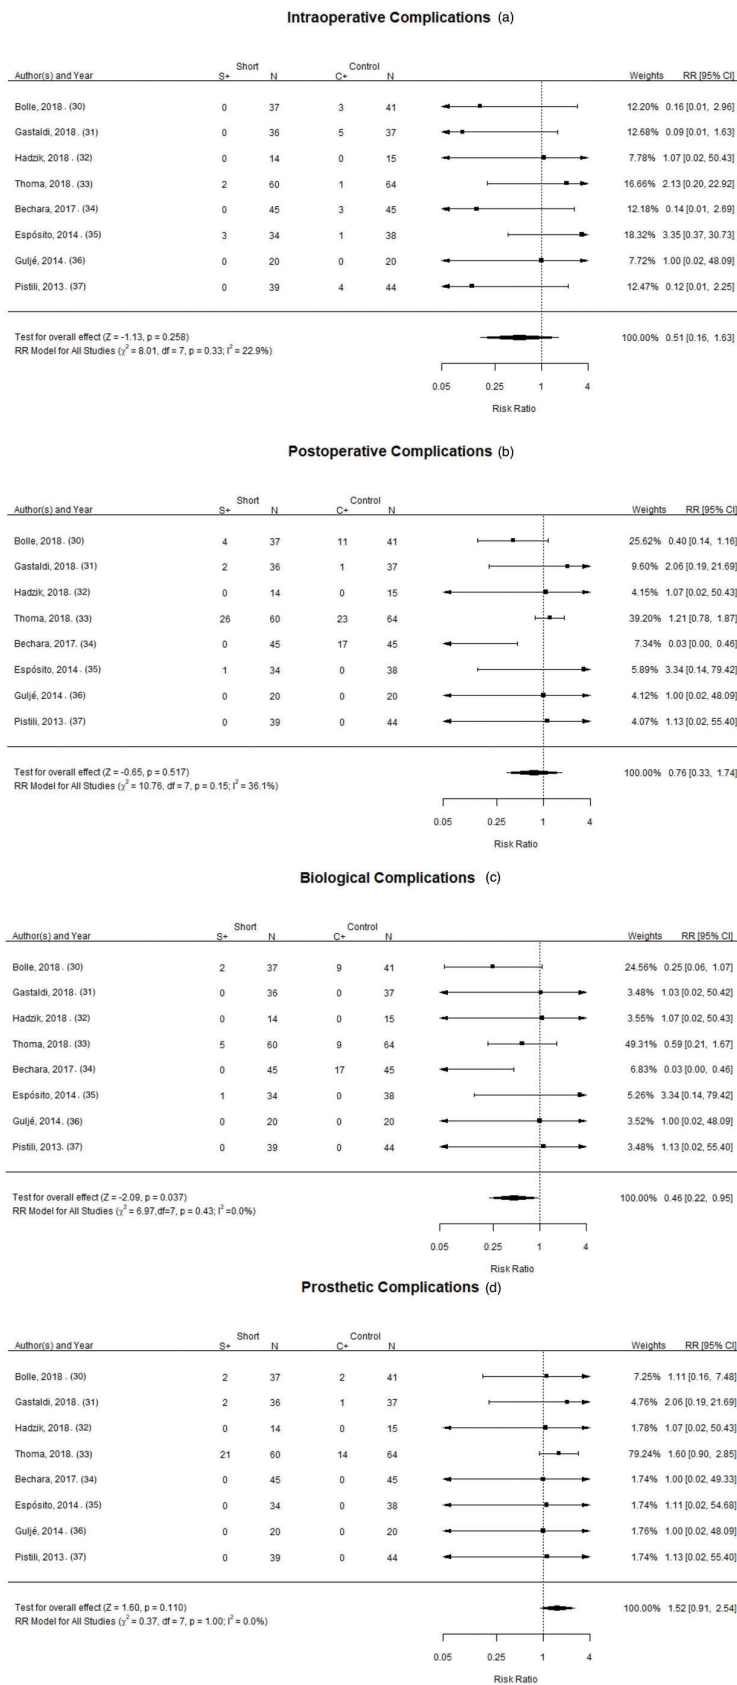 Intraoperative Complications (a)
Short Control
Author(s) and Year S+ N C+ N Weights RR [95% CI]
Bolle, 2018. (30) 0 37 3 41 12.20% 0.16 [0.01, 2.96]
Gastaldi, 2018. (31) 0 36 5 37 12.68% 0.09 [0.01, 1.63]
Hadzik, 2018. (32) 0 14 0 15 7.78% 1.07 [0.02, 50.43]
Thoma, 2018. (33) 2 60 1 64 16.66% 2.13 [0.20, 22.92]
Bechara, 2017. (34) 0 45 3 45 12.18% 0.14 [0.01, 2.69]
Espósito, 2014. (35) 3 34 1 38 18.32% 3.35 [0.37, 30.73]
Guljé, 2014. (36) 0 20 0 20 7.72% 1.00 [0.02, 48.09]
Pistili, 2013. (37) 0 39 4 44 12.47% 0.12 [0.01, 2.25]
Test for overall effect (Z = -1.13, p = 0.258) 100.00% 0.51 [0.16, 1.63]
RR Model for All Studies (χ² = 8.01, df = 7, p = 0.33; I² = 22.9%)
0.05 0.25 1 4
Risk Ratio
Postoperative Complications (b)
Short Control
Author(s) and Year S+ N C+ N Weights RR [95% CI]
Bolle, 2018. (30) 4 37 11 41 25.62% 0.40 [0.14, 1.16]
Gastaldi, 2018. (31) 2 36 1 37 9.60% 2.06 [0.19, 21.69]
Hadzik, 2018. (32) 0 14 0 15 4.15% 1.07 [0.02, 50.43]
Thoma, 2018. (33) 26 60 23 64 39.20% 1.21 [0.78, 1.87]
Bechara, 2017. (34) 0 45 17 45 7.34% 0.03 [0.00, 0.46]
Espósito, 2014. (35) 1 34 0 38 5.89% 3.34 [0.14, 79.42]
Guljé, 2014. (36) 0 20 0 20 4.12% 1.00 [0.02, 48.09]
Pistili, 2013. (37) 0 39 0 44 4.07% 1.13 [0.02, 55.40]
Test for overall effect (Z = -0.65, p = 0.517) 100.00% 0.76 [0.33, 1.74]
RR Model for All Studies (χ² = 10.76, df = 7, p = 0.15; I² = 36.1%)
0.05 0.25 1 4
Risk Ratio
Biological Complications (c)
Short Control
Author(s) and Year S+ N C+ N Weights RR [95% CI]
Bolle, 2018. (30) 2 37 9 41 24.56% 0.25 [0.06, 1.07]
Gastaldi, 2018. (31) 0 36 0 37 3.48% 1.03 [0.02, 50.42]
Hadzik, 2018. (32) 0 14 0 15 3.55% 1.07 [0.02, 50.43]
Thoma, 2018. (33) 5 60 9 64 49.31% 0.59 [0.21, 1.67]
Bechara, 2017. (34) 0 45 17 45 6.83% 0.03 [0.00, 0.46]
Espósito, 2014. (35) 1 34 0 38 5.26% 3.34 [0.14, 79.42]
Guljé, 2014. (36) 0 20 0 20 3.52% 1.00 [0.02, 48.09]
Pistili, 2013. (37) 0 39 0 44 3.48% 1.13 [0.02, 55.40]
Test for overall effect (Z = -2.09, p = 0.037) 100.00% 0.46 [0.22, 0.95]
RR Model for All Studies (χ² = 6.97,df=7, p = 0.43; I² =0.0%)
0.05 0.25 1 4
Risk Ratio
Prosthetic Complications (d)
Short Control
Author(s) and Year S+ N C+ N Weights RR [95% CI]
Bolle, 2018. (30) 2 37 2 41 7.25% 1.11 [0.16, 7.48]
Gastaldi, 2018. (31) 2 36 1 37 4.76% 2.06 [0.19, 21.69]
Hadzik, 2018. (32) 0 14 0 15 1.78% 1.07 [0.02, 50.43]
Thoma, 2018. (33) 21 60 14 64 79.24% 1.60 [0.90, 2.85]
Bechara, 2017. (34) 0 45 0 45 1.74% 1.00 [0.02, 49.33]
Espósito, 2014. (35) 0 34 0 38 1.74% 1.11 [0.02, 54.68]
Guljé, 2014. (36) 0 20 0 20 1.76% 1.00 [0.02, 48.09]
Pistili, 2013. (37) 0 39 0 44 1.74% 1.13 [0.02, 55.40]
Test for overall effect (Z = 1.60, p = 0.110) 100.00% 1.52 [0.91, 2.54]
RR Model for All Studies (χ² = 0.37, df = 7, p = 1.00; I² = 0.0%)
0.05 0.25 1 4
Risk Ratio